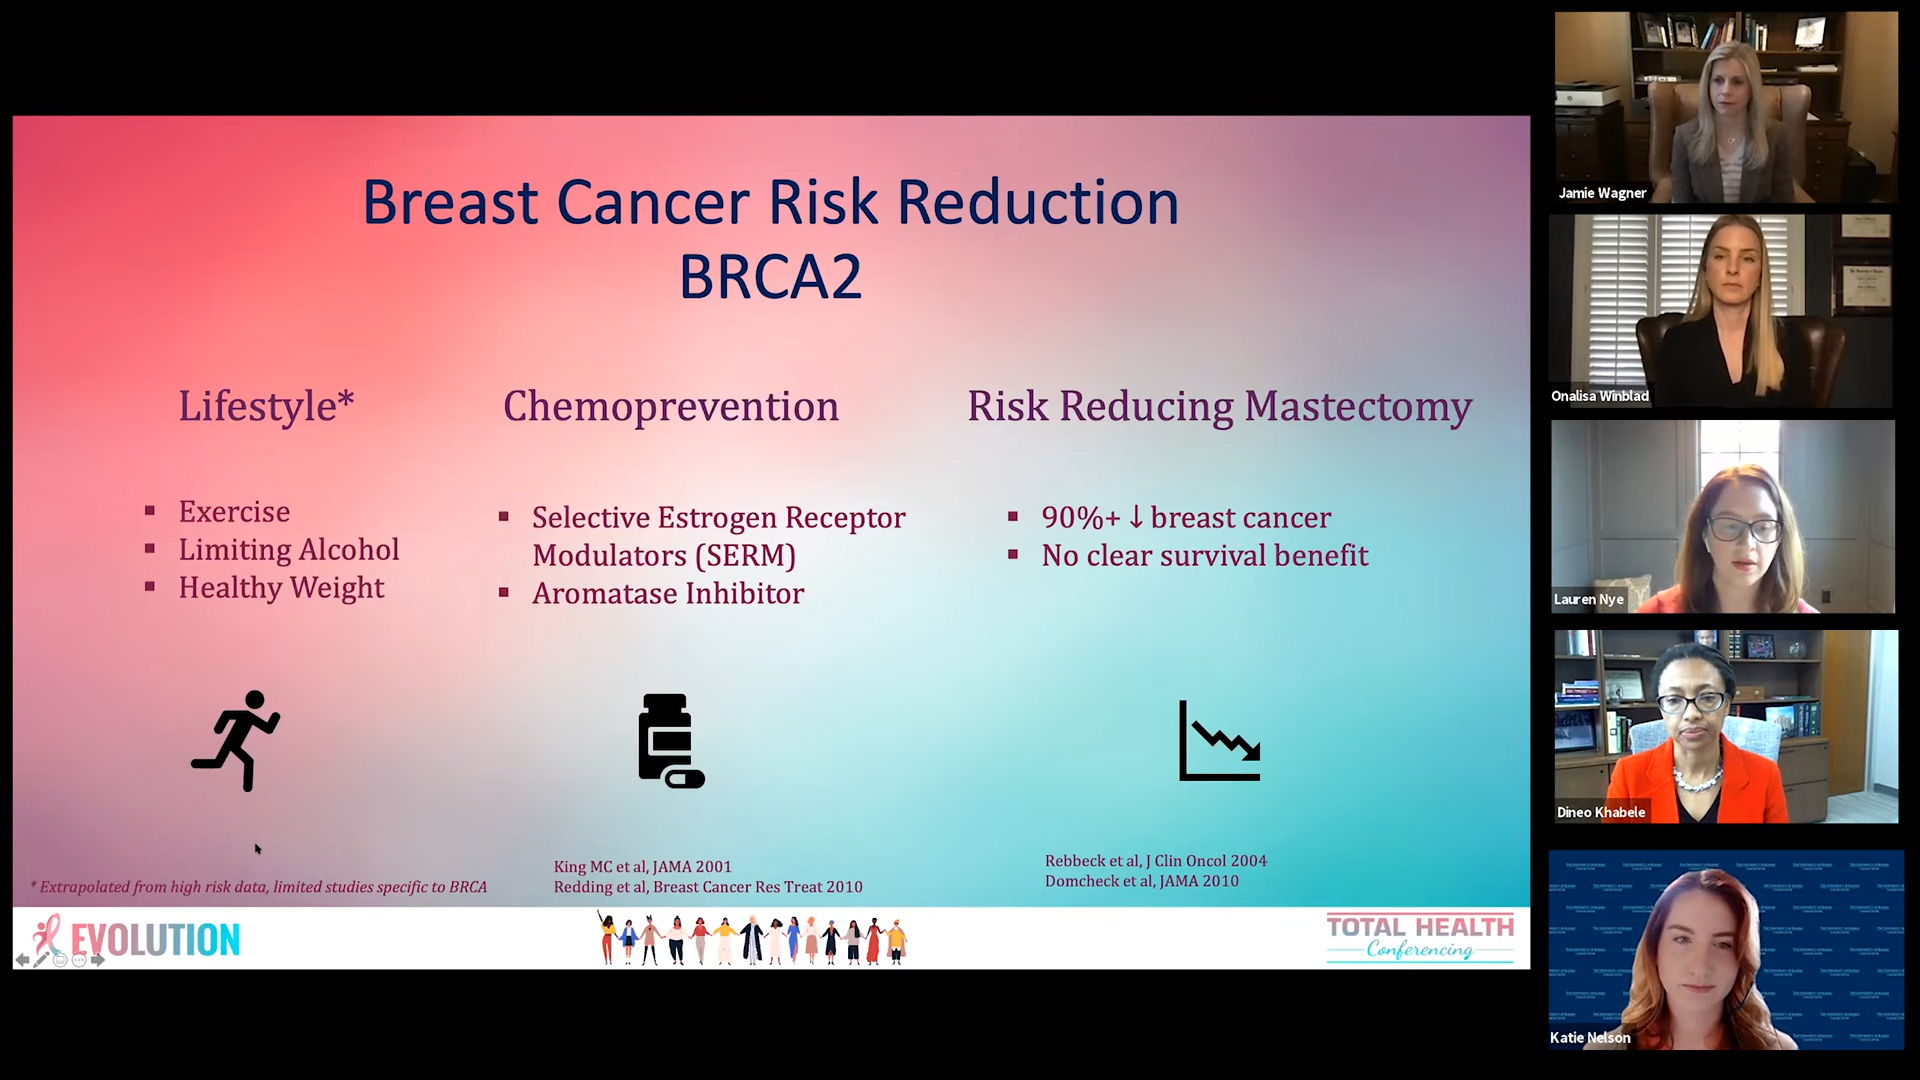 Breast Cancer Risk Reduction
BRCA2
Lifestyle*
Exercise
Limiting Alcohol
Healthy Weight
Chemoprevention
Selective Estrogen Receptor
Modulators (SERM)
Aromatase Inhibitor
Risk Reducing Mastectomy
90%+ ↓ breast cancer
No clear survival benefit
* Extrapolated from high risk data, limited studies specific to BRCA
King MC et al, JAMA 2001
Redding et al, Breast Cancer Res Treat 2010
Rebbeck et al, J Clin Oncol 2004
Domcheck et al, JAMA 2010
EVOLUTION
TOTAL HEALTH
Conferencing
Jamie Wagner
Onalisa Winblad
Lauren Nye
Dineo Khabele
Katie Nelson